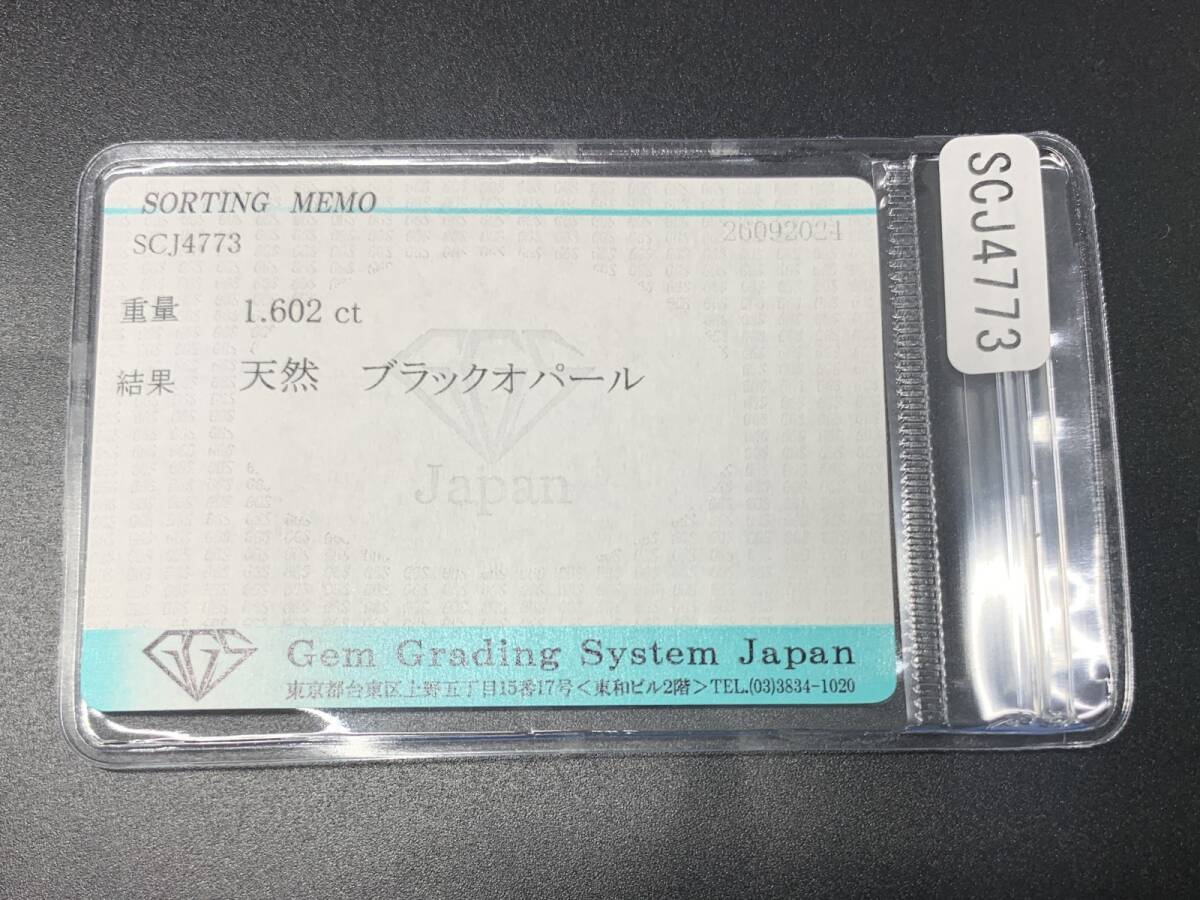 SORTING MEMO
SCJ4773
26092024
重量 1.602 ct
結果 天然 ブラックオパール
Japan
GGS
Gem Grading System Japan
東京都台東区上野五丁目15番17号<東和ビル2階>TEL.(03)3834-1020
SCJ4773